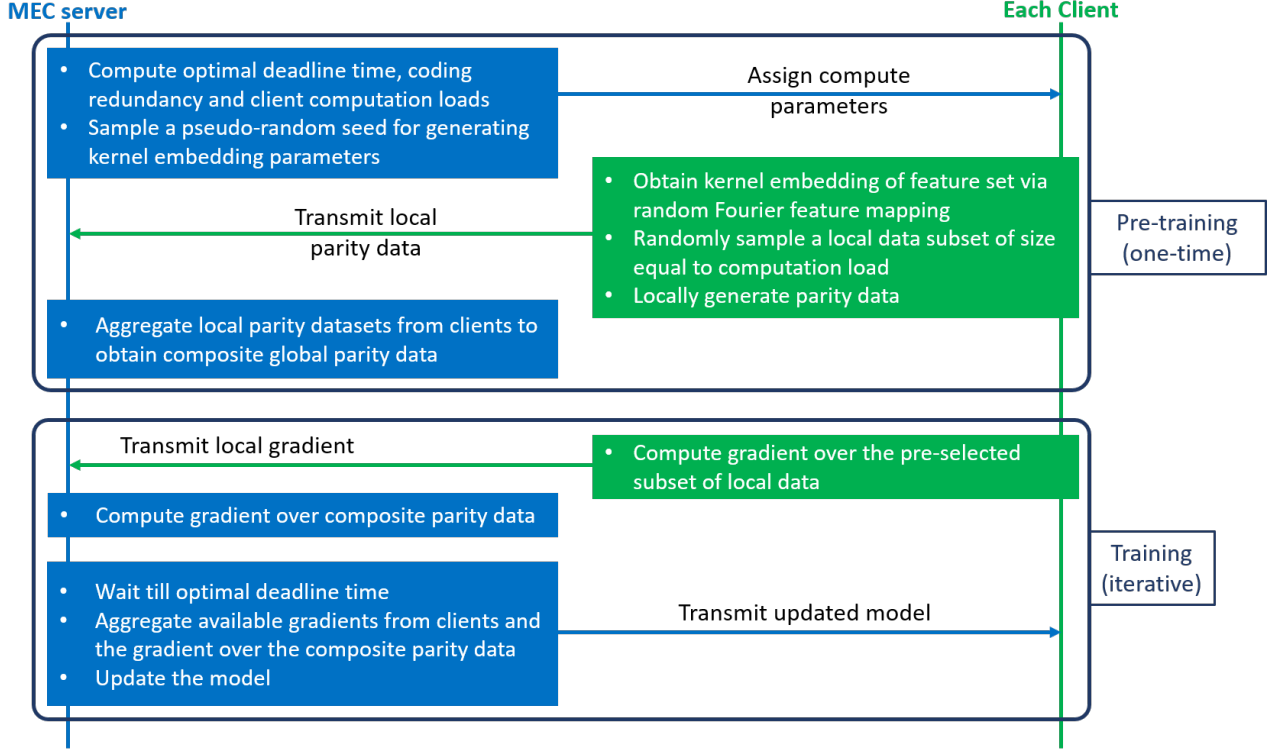 MEC server
Each Client
• Compute optimal deadline time, coding
redundancy and client computation loads
• Sample a pseudo-random seed for generating
kernel embedding parameters
Assign compute
parameters
• Obtain kernel embedding of feature set via
random Fourier feature mapping
• Randomly sample a local data subset of size
equal to computation load
• Locally generate parity data
Transmit local
parity data
Pre-training
(one-time)
• Aggregate local parity datasets from clients to
obtain composite global parity data
Transmit local gradient
• Compute gradient over the pre-selected
subset of local data
• Compute gradient over composite parity data
Training
(iterative)
• Wait till optimal deadline time
• Aggregate available gradients from clients and
the gradient over the composite parity data
• Update the model
Transmit updated model